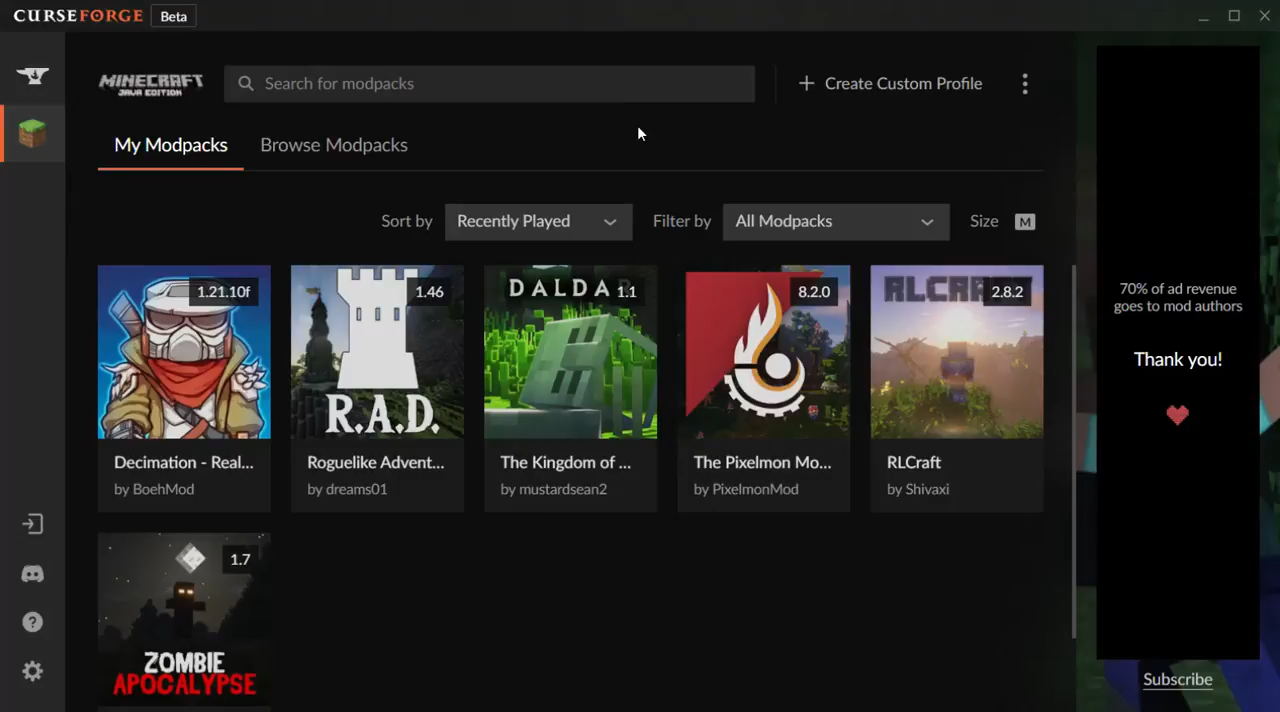 CURSEFORGE Beta
MINECRAFT
JAVA EDITION
Search for modpacks
Create Custom Profile
My Modpacks
Browse Modpacks
Sort by
Recently Played
Filter by
All Modpacks
Size
M
1.21.10f
Decimation - Real...
by BoehMod
1.46
R.A.D.
Roguelike Advent...
by dreams01
DALDA
1.1
The Kingdom of ...
by mustardsean2
8.2.0
The Pixelmon Mo...
by PixelmonMod
RLCRA
2.8.2
RLCraft
by Shivaxi
1.7
ZOMBIE
APOCALYPSE
70% of ad revenue
goes to mod authors
Thank you!
Subscribe